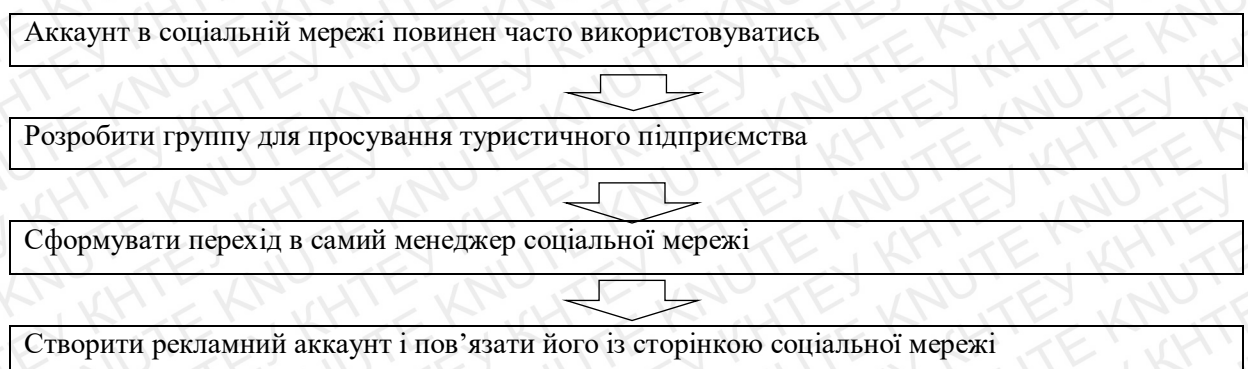 Аккаунт в соціальній мережі повинен часто використовуватись
Розробити группу для просування туристичного підприємства
Сформувати перехід в самий менеджер соціальної мережі
Створити рекламний аккаунт і пов’язати його із сторінкою соціальної мережі